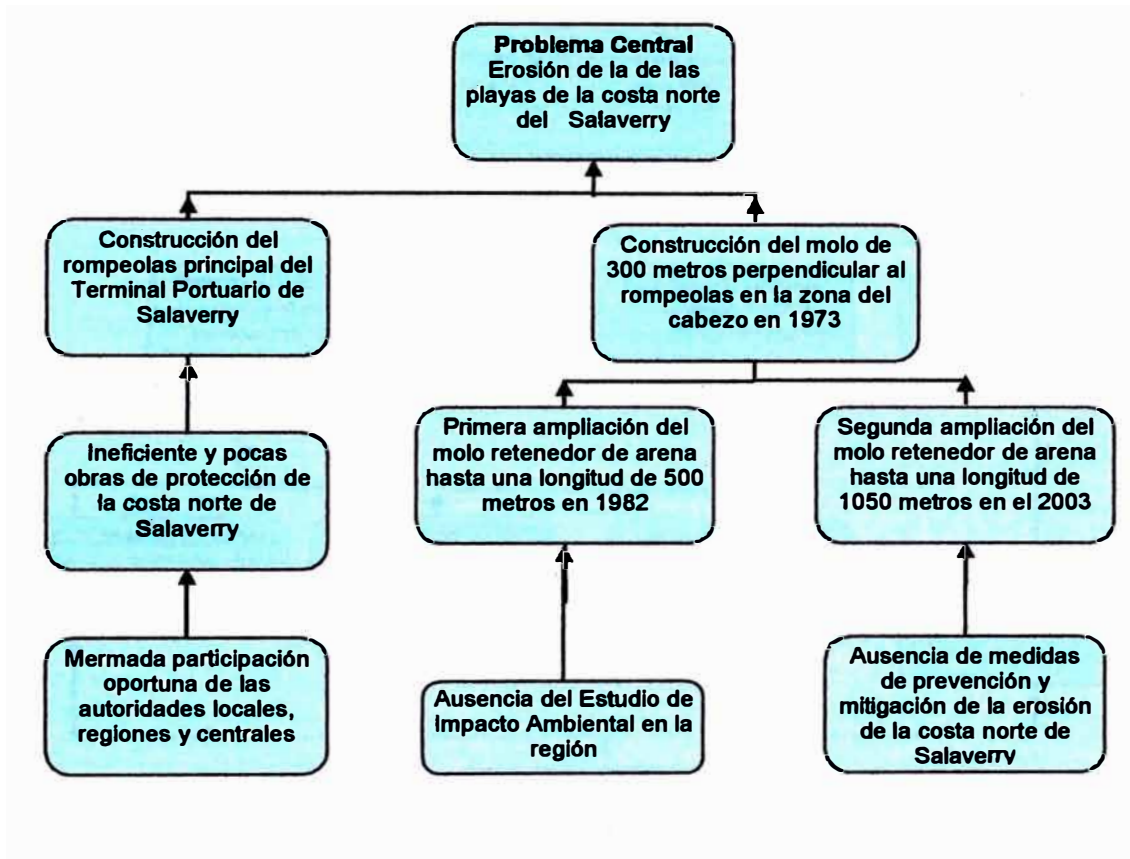 Problema Central
Erosión de la de las
playas de la costa norte
del Salaverry
Construcción del
rompeolas principal del
Terminal Portuario de
Salaverry
Construcción del molo de
300 metros perpendicular al
rompeolas en la zona del
cabezo en 1973
Ineficiente y pocas
obras de protección de
la costa norte de
Salaverry
Primera ampliación del
molo retenedor de arena
hasta una longitud de 500
metros en 1982
Segunda ampliación del
molo retenedor de arena
hasta una longitud de
1050 metros en el 2003
Mermada participación
oportuna de las
autoridades locales,
regiones y centrales
Ausencia del Estudio de
Impacto Ambiental en la
región
Ausencia de medidas
de prevención y
mitigación de la erosión
de la costa norte de
Salaverry